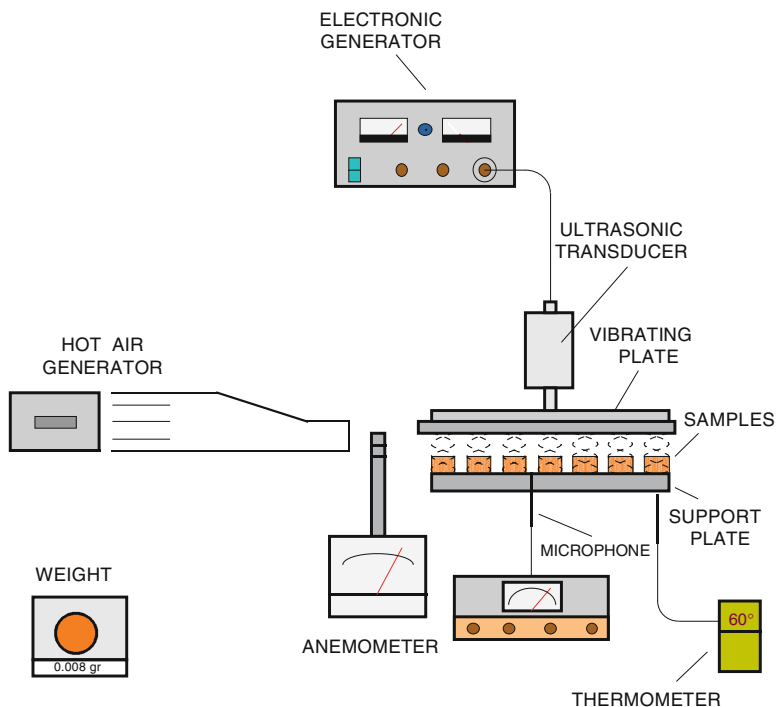 ELECTRONIC
GENERATOR
ULTRASONIC
TRANSDUCER
HOT AIR
GENERATOR
VIBRATING
PLATE
SAMPLES
SUPPORT
PLATE
MICROPHONE
WEIGHT
0.008 gr
ANEMOMETER
60°
THERMOMETER